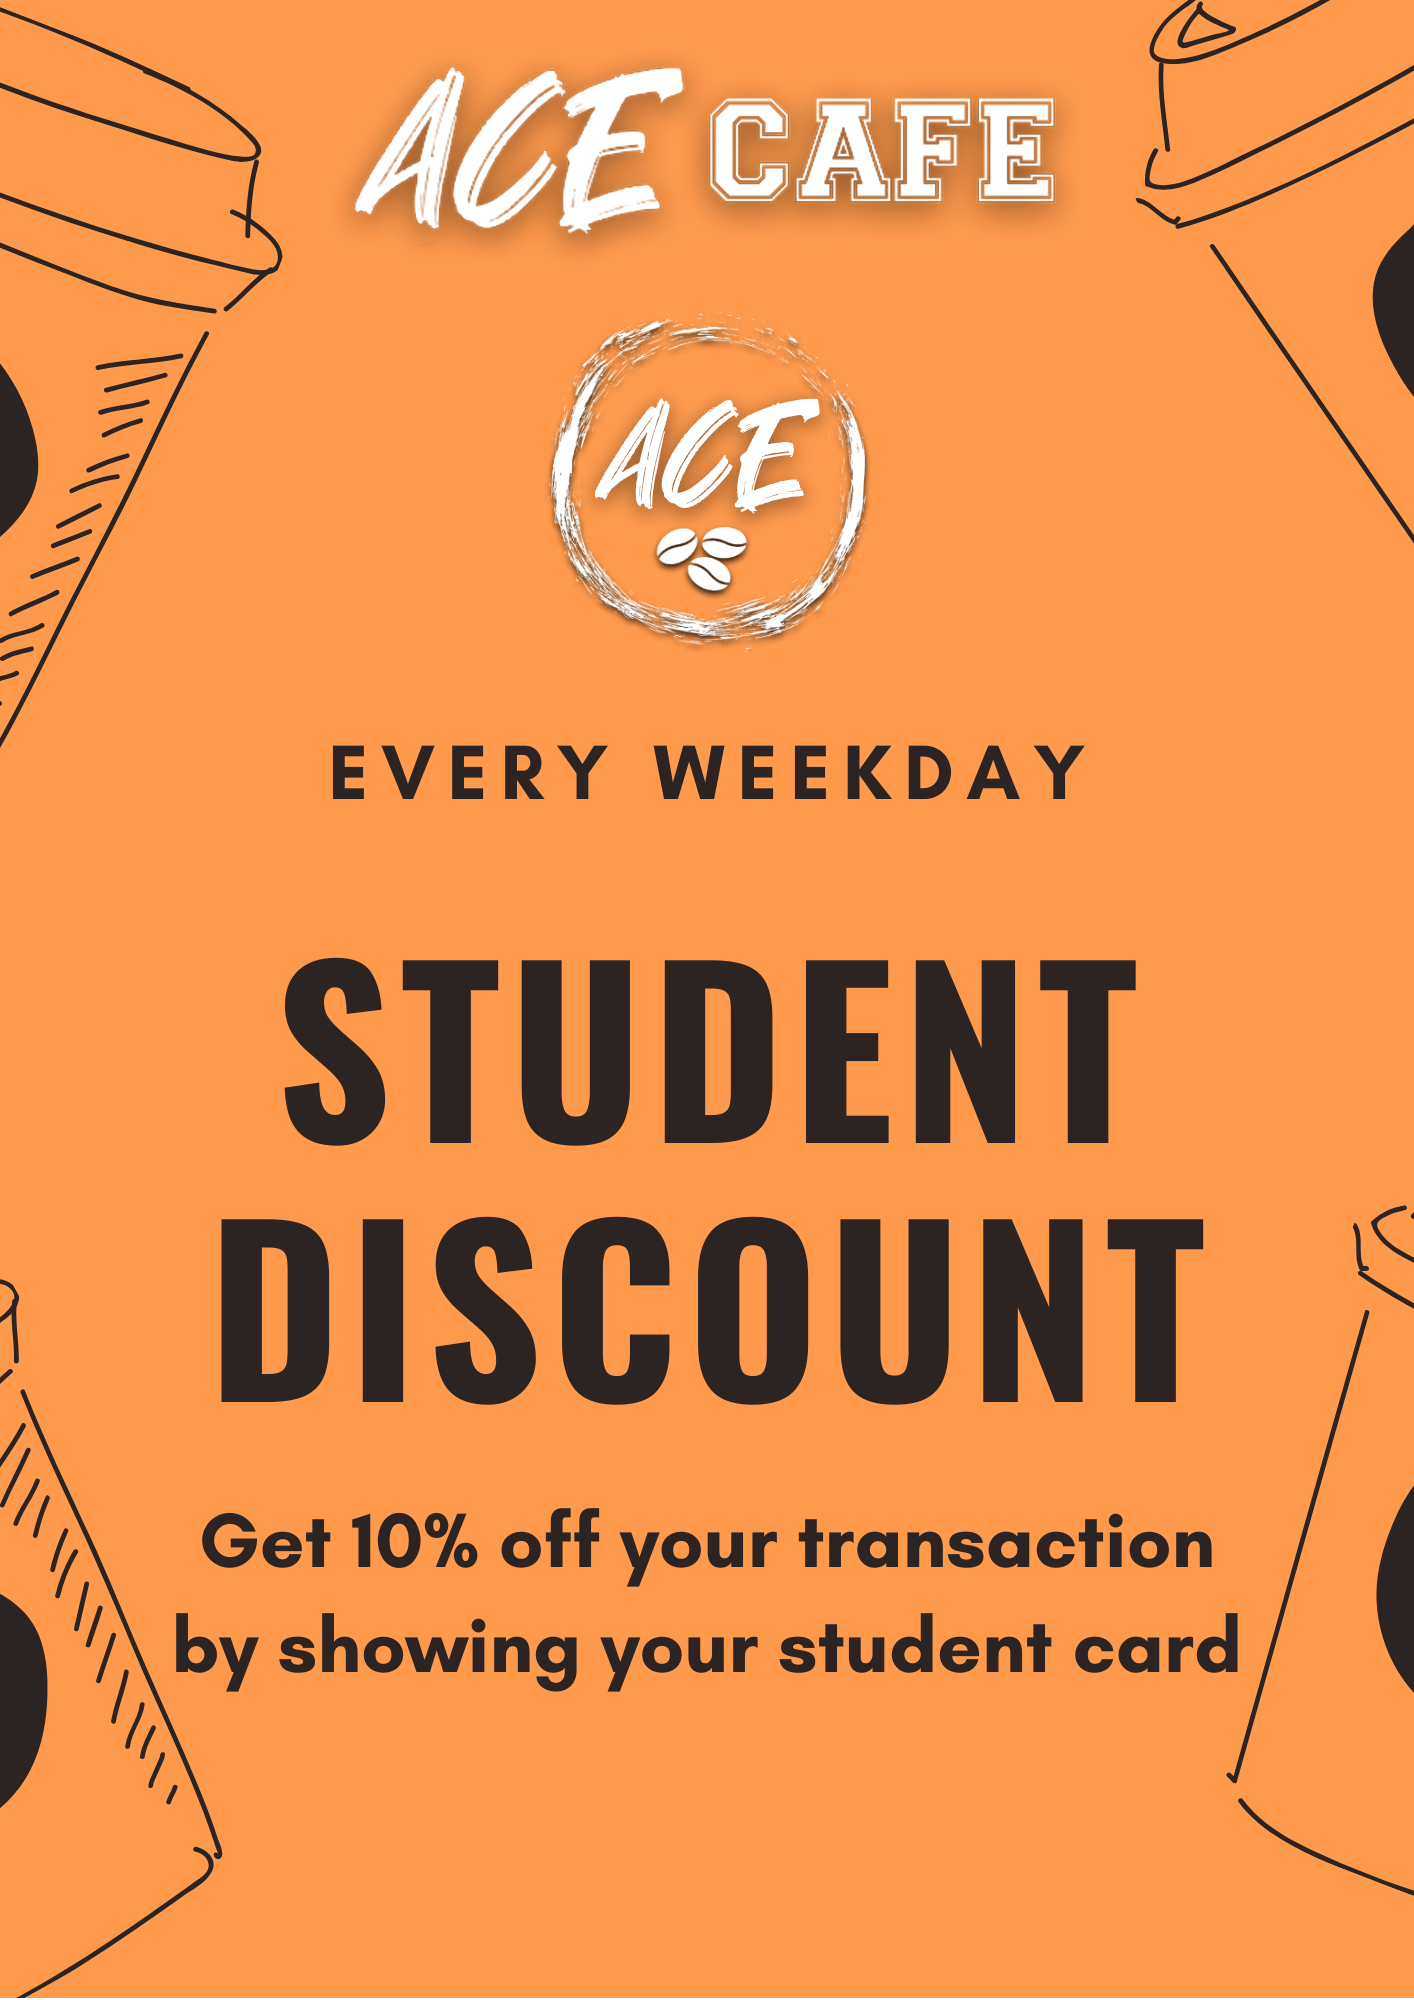 ACE CAFE
ACE
EVERY WEEKDAY
STUDENT
DISCOUNT
Get 10% off your transaction
by showing your student card